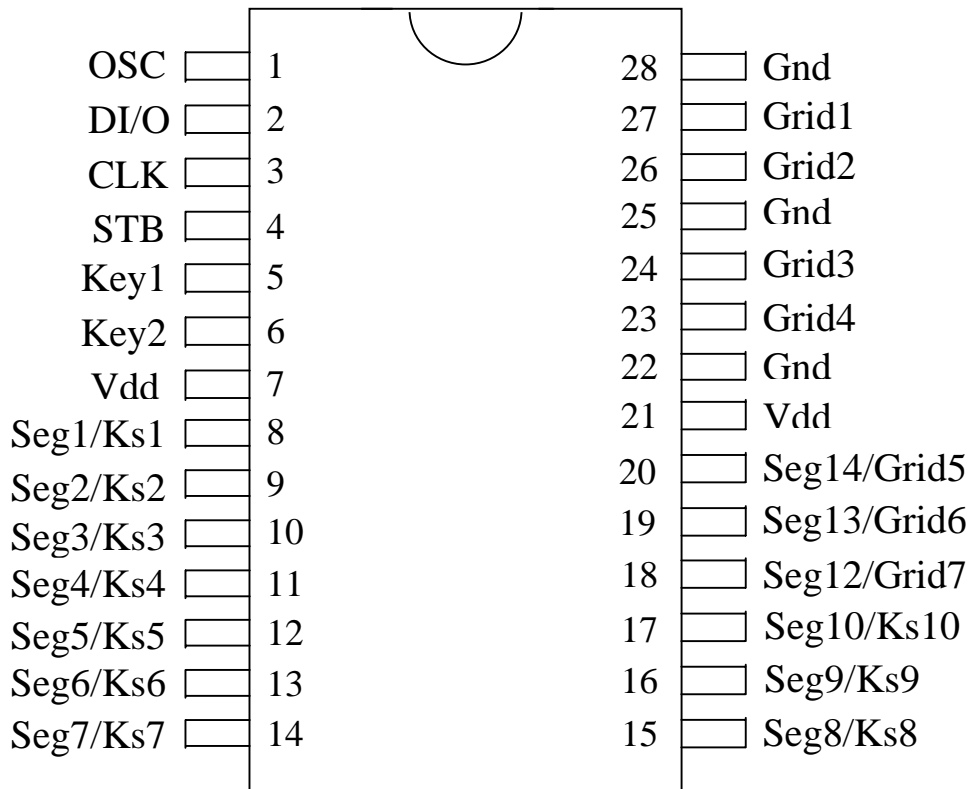 OSC 1 28 Gnd
DI/O 2 27 Grid1
CLK 3 26 Grid2
STB 4 25 Gnd
Key1 5 24 Grid3
Key2 6 23 Grid4
Vdd 7 22 Gnd
Seg1/Ks1 8 21 Vdd
Seg2/Ks2 9 20 Seg14/Grid5
Seg3/Ks3 10 19 Seg13/Grid6
Seg4/Ks4 11 18 Seg12/Grid7
Seg5/Ks5 12 17 Seg10/Ks10
Seg6/Ks6 13 16 Seg9/Ks9
Seg7/Ks7 14 15 Seg8/Ks8